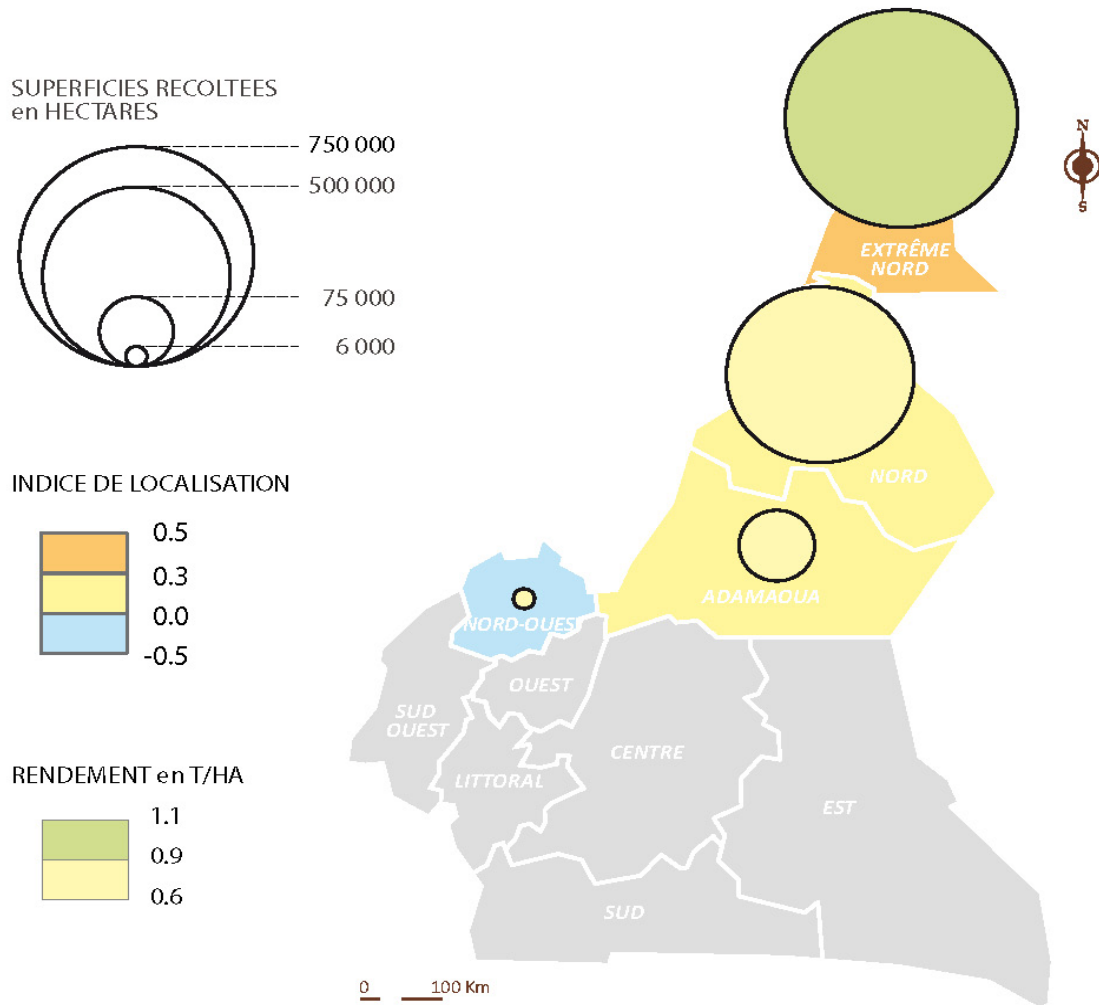 SUPERFICIES RECOLTEES
en HECTARES
750 000
500 000
75 000
6 000
INDICE DE LOCALISATION
0.5
0.3
0.0
-0.5
RENDEMENT en T/HA
1.1
0.9
0.6
N
S
EXTRÊME
NORD
NORD
ADAMAOUA
NORD-OUEST
OUEST
SUD
OUEST
CENTRE
LITTORAL
EST
SUD
0 100 Km